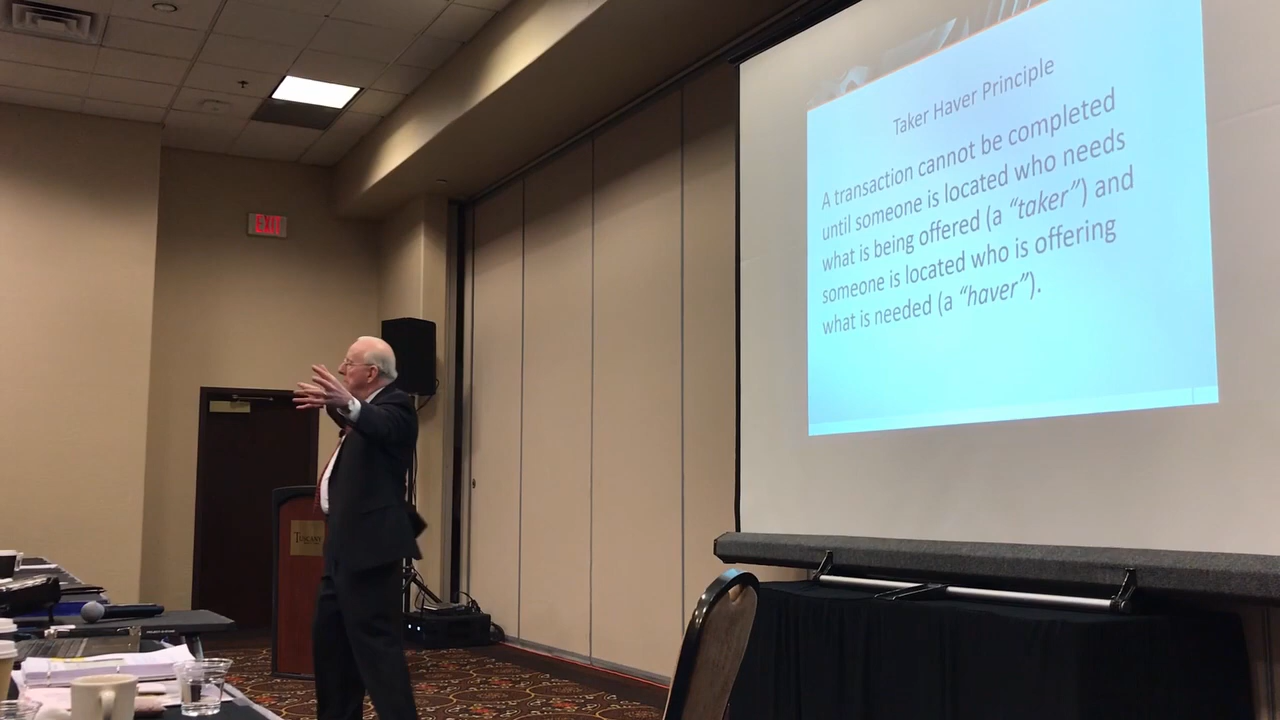 Taker Haver Principle
A transaction cannot be completed
until someone is located who needs
what is being offered (a “taker”) and
someone is located who is offering
what is needed (a “haver”).
EXIT
TUSCANY